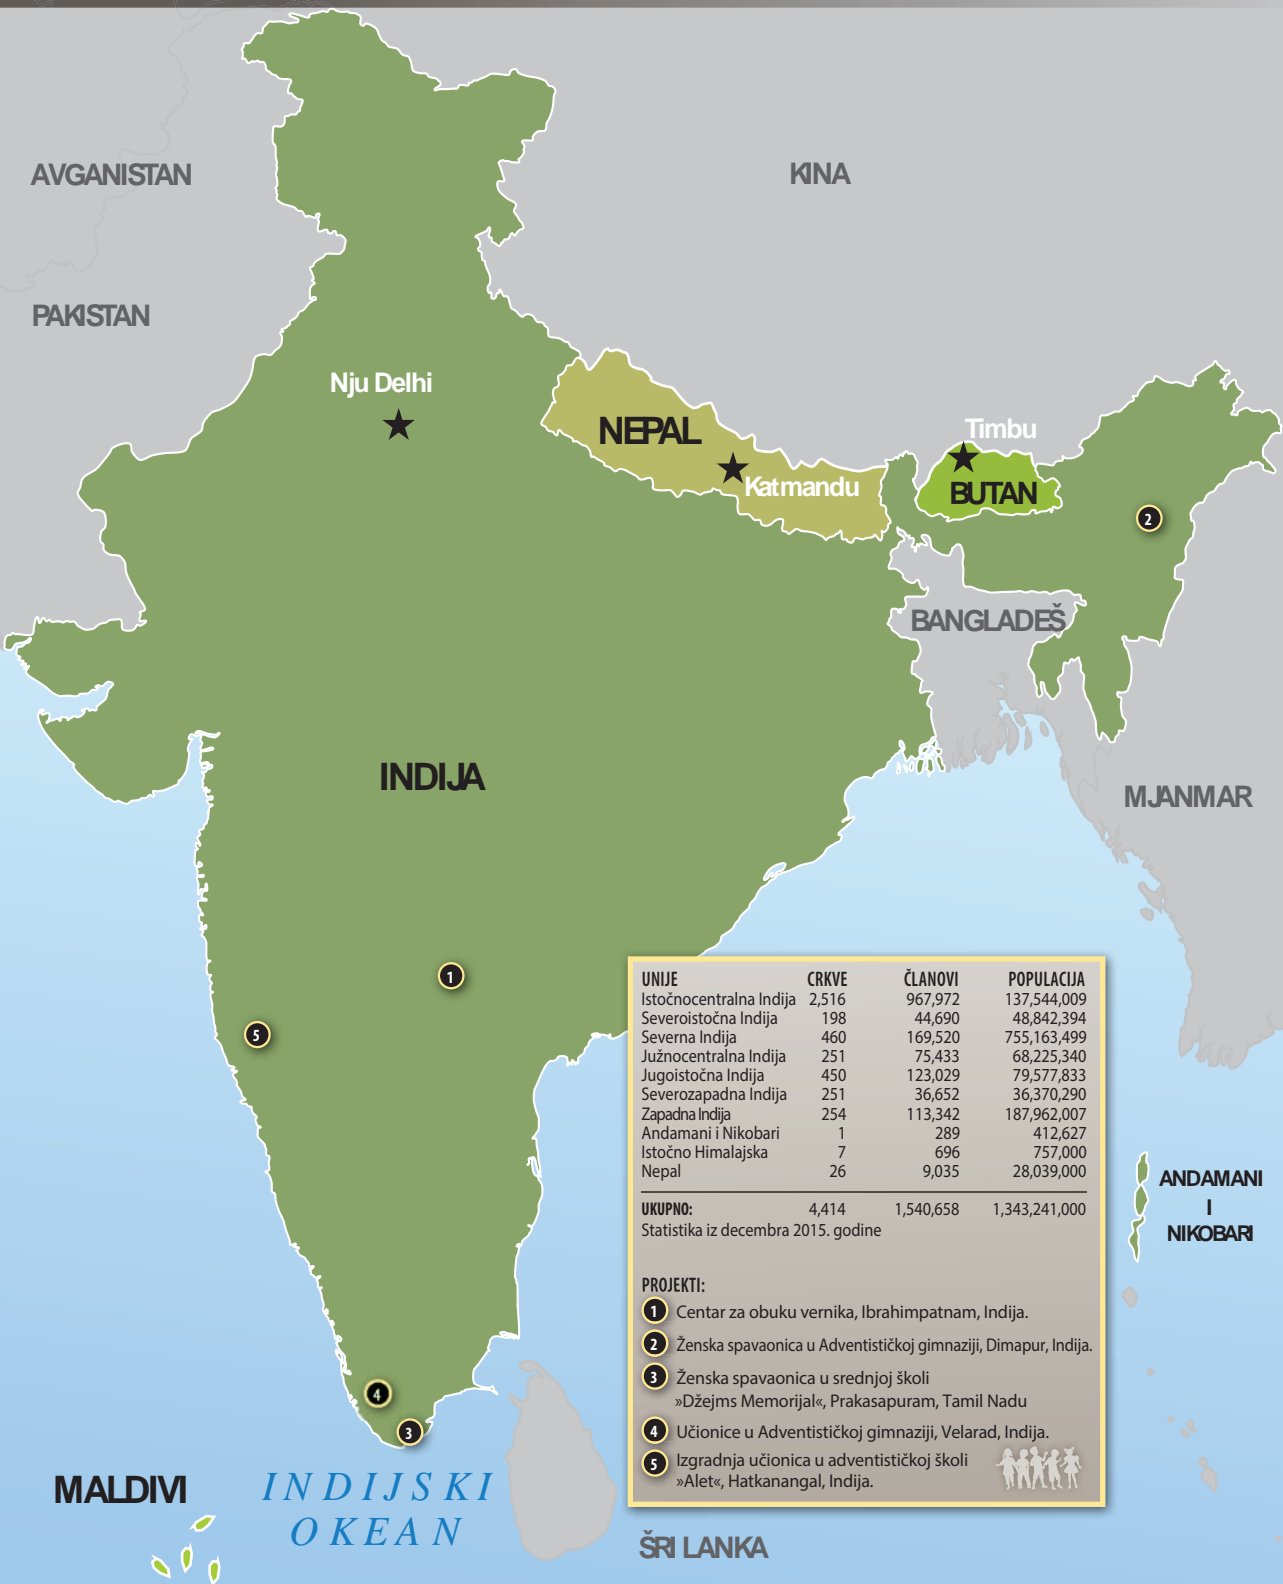 AVGANISTAN
KINA
PAKISTAN
Nju Delhi
NEPAL
Katmandu
Timbu
BUTAN
2
BANGLADEŠ
INDIJA
MJANMAR
1
5
UNIJE CRKVE ČLANOVI POPULACIJA
Istočnocentralna Indija 2,516 967,972 137,544,009
Severoistočna Indija 198 44,690 48,842,394
Severna Indija 460 169,520 755,163,499
Južnocentralna Indija 251 75,433 68,225,340
Jugoistočna Indija 450 123,029 79,577,833
Severozapadna Indija 251 36,652 36,370,290
Zapadna Indija 254 113,342 187,962,007
Andamani i Nikobari 1 289 412,627
Istočno Himalajska 7 696 757,000
Nepal 26 9,035 28,039,000
UKUPNO: 4,414 1,540,658 1,343,241,000
Statistika iz decembra 2015. godine
PROJEKTI:
1 Centar za obuku vernika, Ibrahimpatnam, Indija.
2 Ženska spavaonica u Adventističkoj gimnaziji, Dimapur, Indija.
3 Ženska spavaonica u srednjoj školi
»Džejms Memorijal«, Prakasapuram, Tamil Nadu
4 Učionice u Adventističkoj gimnaziji, Velarad, Indija.
5 Izgradnja učionica u adventističkoj školi
»Alet«, Hatkanangal, Indija.
ANDAMANI
I
NIKOBARI
4
3
MALDIVI
INDIJSKI
OKEAN
ŠRI LANKA